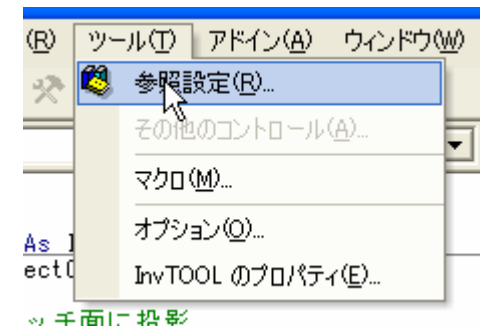 (R) ツール(T) アドイン(A) ウィンドウ(W)
参照設定(R)...
その他のコントロール(A)...
マクロ(M)...
オプション(O)...
InvTOOL のプロパティ(E)...
As
ect
ッチ面に投影